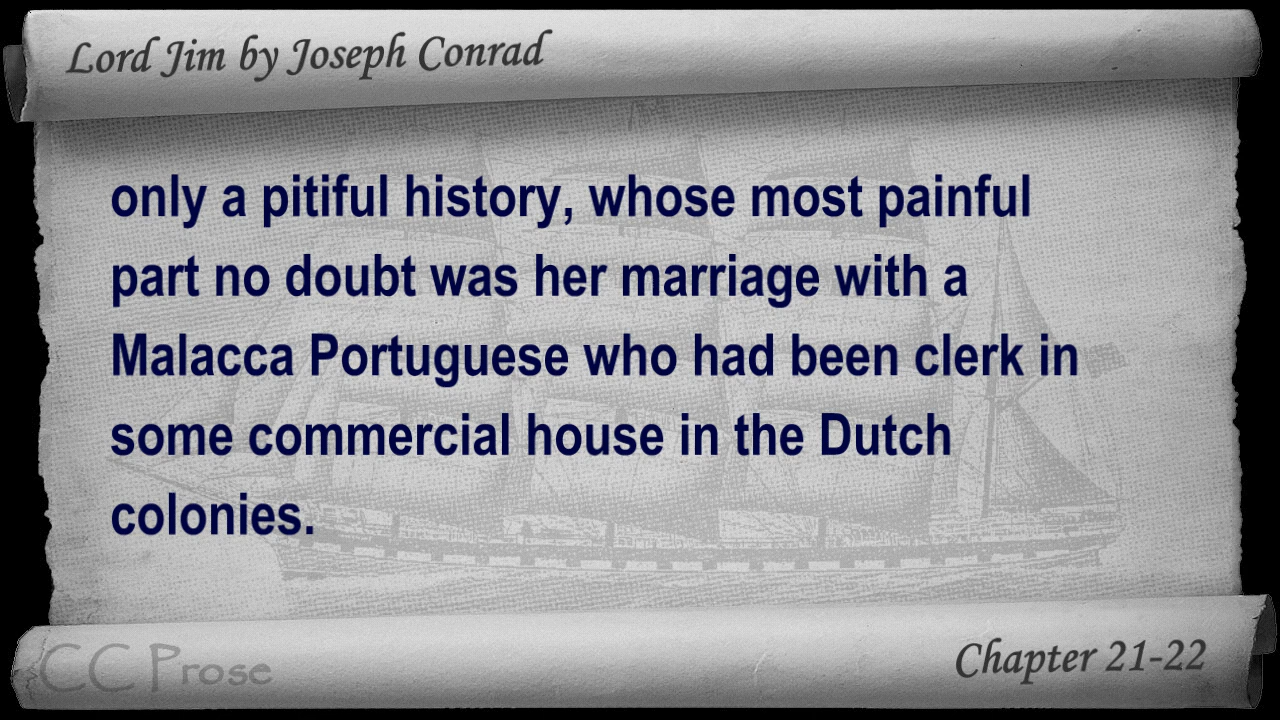 Lord Jim by Joseph Conrad
only a pitiful history, whose most painful
part no doubt was her marriage with a
Malacca Portuguese who had been clerk in
some commercial house in the Dutch
colonies.
CC Prose
Chapter 21-22